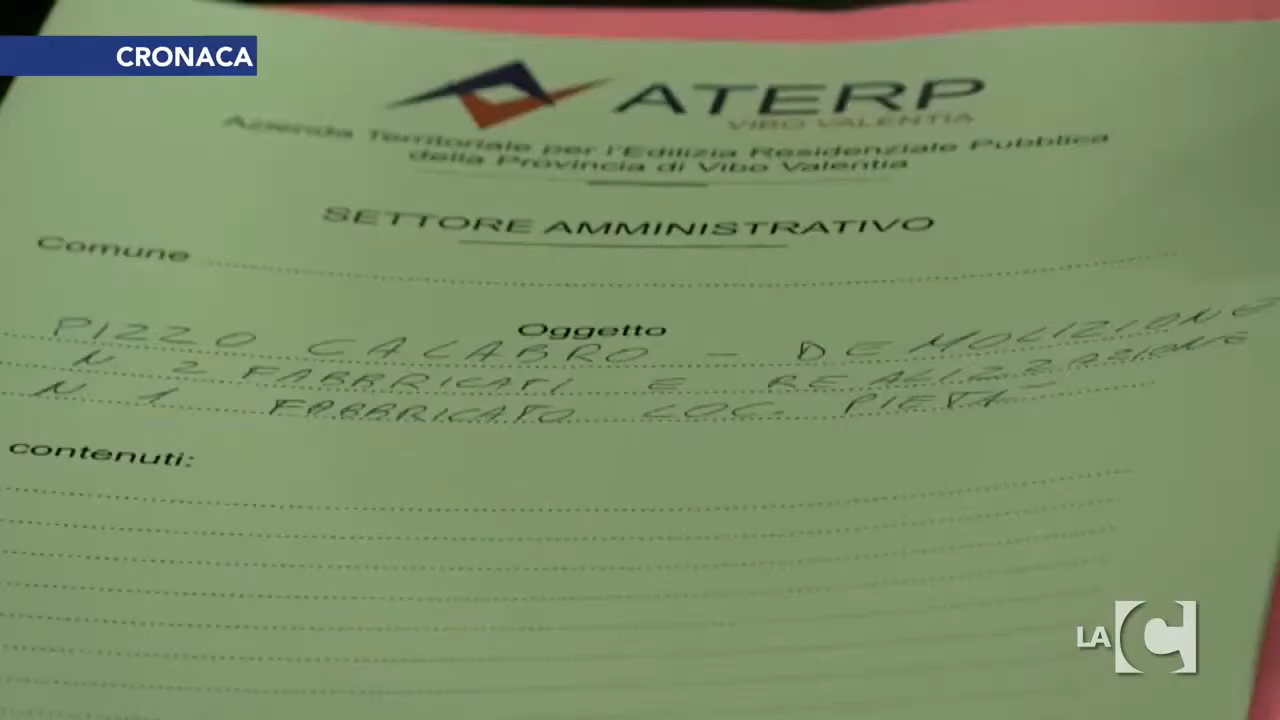 CRONACA
ATERP
VIBO VALENTIA
Azienda Territoriale per l'Edilizia Residenziale Pubblica
della Provincia di Vibo Valentia
SETTORE AMMINISTRATIVO
Comune
Oggetto
PIZZO CALABRO - DEMOLIZIONE
N 2 FABBRICATI E REALIZZAZIONE
N. 1 FABBRICATO LOC. PIETÀ
contenuti:
LA C